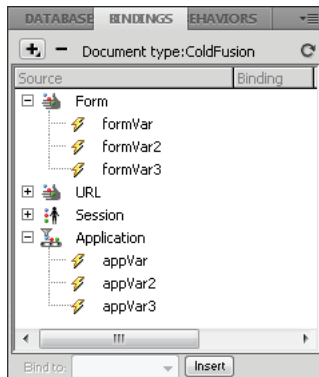 DATABASE BINDINGS EHAVIORS
Document type:ColdFusion
Source Binding
Form
formVar
formVar2
formVar3
URL
Session
Application
appVar
appVar2
appVar3
Bind to: Insert